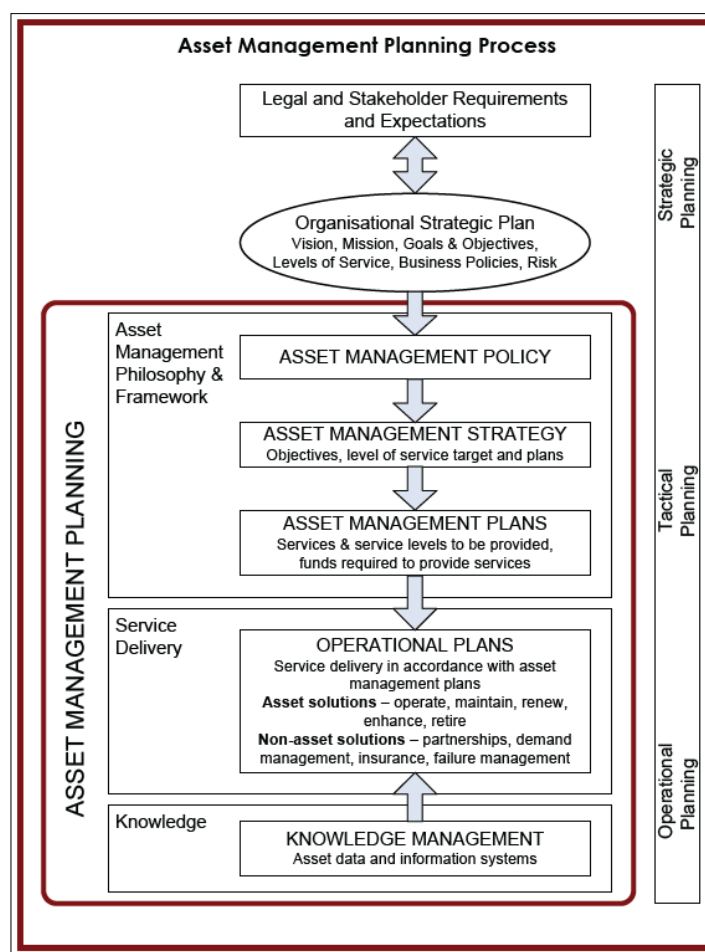 Asset Management Planning Process
Legal and Stakeholder Requirements
and Expectations
Organisational Strategic Plan
Vision, Mission, Goals & Objectives,
Levels of Service, Business Policies, Risk
Strategic
Planning
ASSET MANAGEMENT PLANNING
Asset
Management
Philosophy &
Framework
ASSET MANAGEMENT POLICY
ASSET MANAGEMENT STRATEGY
Objectives, level of service target and plans
ASSET MANAGEMENT PLANS
Services & service levels to be provided,
funds required to provide services
Tactical
Planning
Service
Delivery
OPERATIONAL PLANS
Service delivery in accordance with asset
management plans
Asset solutions – operate, maintain, renew,
enhance, retire
Non-asset solutions – partnerships, demand
management, insurance, failure management
Operational
Planning
Knowledge
KNOWLEDGE MANAGEMENT
Asset data and information systems